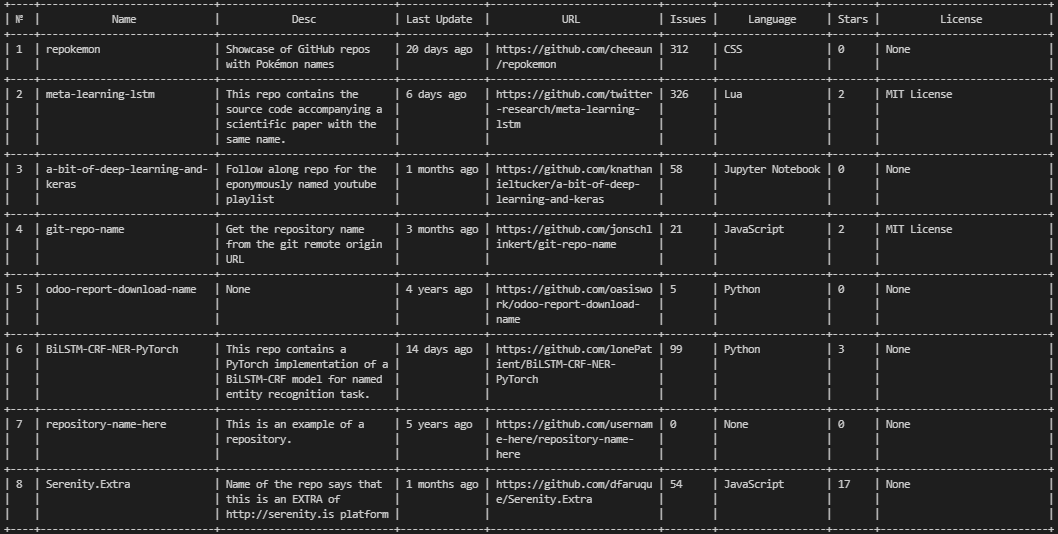 № | Name | Desc | Last Update | URL | Issues | Language | Stars | License
1 | repokemon | Showcase of GitHub repos | 20 days ago | https://github.com/cheeaun | 312 | CSS | 0 | None
with Pokémon names | /repokemon
2 | meta-learning-lstm | This repo contains the | 6 days ago | https://github.com/twitter | 326 | Lua | 2 | MIT License
source code accompanying a | -research/meta-learning-
scientific paper with the | lstm
same name.
3 | a-bit-of-deep-learning-and- | Follow along repo for the | 1 months ago | https://github.com/knathan | 58 | Jupyter Notebook | 0 | None
keras | eponymously named youtube | ieltucker/a-bit-of-deep-
playlist | learning-and-keras
4 | git-repo-name | Get the repository name | 3 months ago | https://github.com/jonschl | 21 | JavaScript | 2 | MIT License
from the git remote origin | inkert/git-repo-name
URL
5 | odoo-report-download-name | None | 4 years ago | https://github.com/oasiswo | 5 | Python | 0 | None
rk/odoo-report-download-
name
6 | BiLSTM-CRF-NER-PyTorch | This repo contains a | 14 days ago | https://github.com/lonePat | 99 | Python | 3 | None
PyTorch implementation of a | ient/BiLSTM-CRF-NER-
BiLSTM-CRF model for named | PyTorch
entity recognition task.
7 | repository-name-here | This is an example of a | 5 years ago | https://github.com/usernam | 0 | None | 0 | None
repository. | e-here/repository-name-
here
8 | Serenity.Extra | Name of the repo says that | 1 months ago | https://github.com/dfaruqu | 54 | JavaScript | 17 | None
this is an EXTRA of | e/Serenity.Extra
http://serenity.is platform